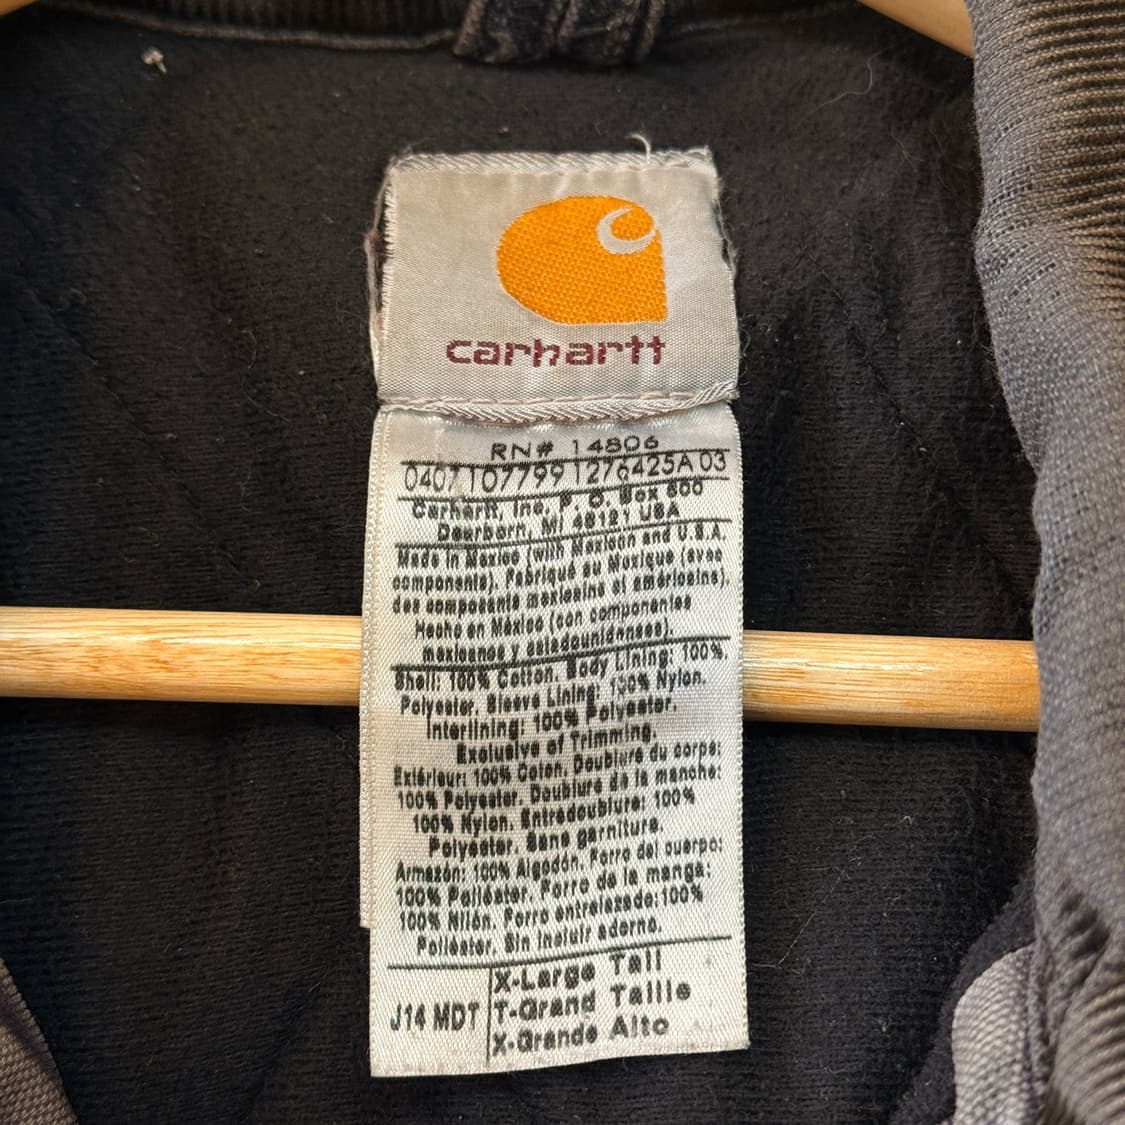 carhartt
RN# 14806
0407 107799 1276425A 03
Carhartt, Inc. P. O. Box 600
Dearborn, MI 48121 USA
Made in Mexico (with Mexican and U.S.A.
components). Fabriqué au Mexique (avec
des composants mexicains et américains).
Hecho en México (con componentes
mexicanos y estadounidenses).
Shell: 100% Cotton. Body Lining: 100%
Polyester. Sleeve Lining: 100% Nylon.
Interlining: 100% Polyester.
Exclusive of Trimming.
Extérieur: 100% Coton. Doublure du corps:
100% Polyester. Doublure de la manche:
100% Nylon. Entredoublure: 100%
Polyester. Sans garniture.
Armazón: 100% Algodón. Forro del cuerpo:
100% Poliéster. Forro de la manga:
100% Nilón. Forro entrelazado: 100%
Poliéster. Sin incluir adorno.
J14 MDT
X-Large Tall
T-Grand Taille
X-Grande Alto